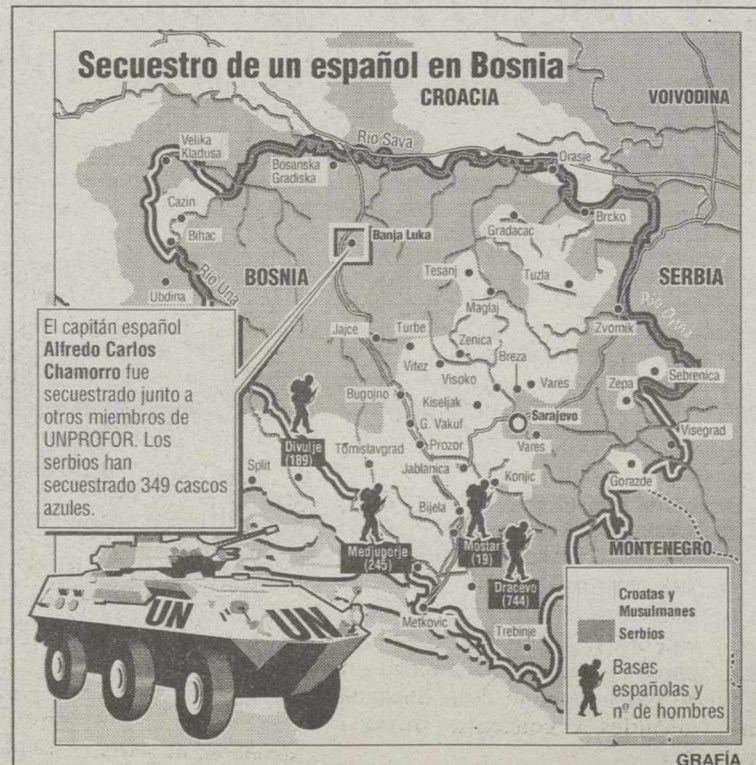 Secuestro de un español en Bosnia
CROACIA
VOIVODINA
Velika
Kladusa
Río Sava
Orasje
Bosanska
Gradiska
Cazin
Gradacac
Brcko
Bihac
Banja Luka
Río Una
BOSNIA
Tesanj
Tuzla
SERBIA
Ubdina
Maglaj
Río Drina
Zvornik
El capitán español
Alfredo Carlos
Chamorro fue
secuestrado junto a
otros miembros de
UNPROFOR. Los
serbios han
secuestrado 349 cascos
azules.
Jajce
Turbe
Zenica
Breza
Vitez
Visoko
Vares
Zepa
Sebrenica
Bugojno
Kiseljak
Sarajevo
G. Vakuf
Divulje
(189)
Prozor
Vares
Visegrad
Tomislavgrad
Split
Jablanica
Konjic
Gorazde
Bijela
Medjugorje
(245)
Mostar
(19)
MONTENEGRO
Dracevo
(744)
Metkovic
Trebinje
UN
UN
Croatas y
Musulmanes
Serbios
Bases
españolas y
nº de hombres
GRAFÍA